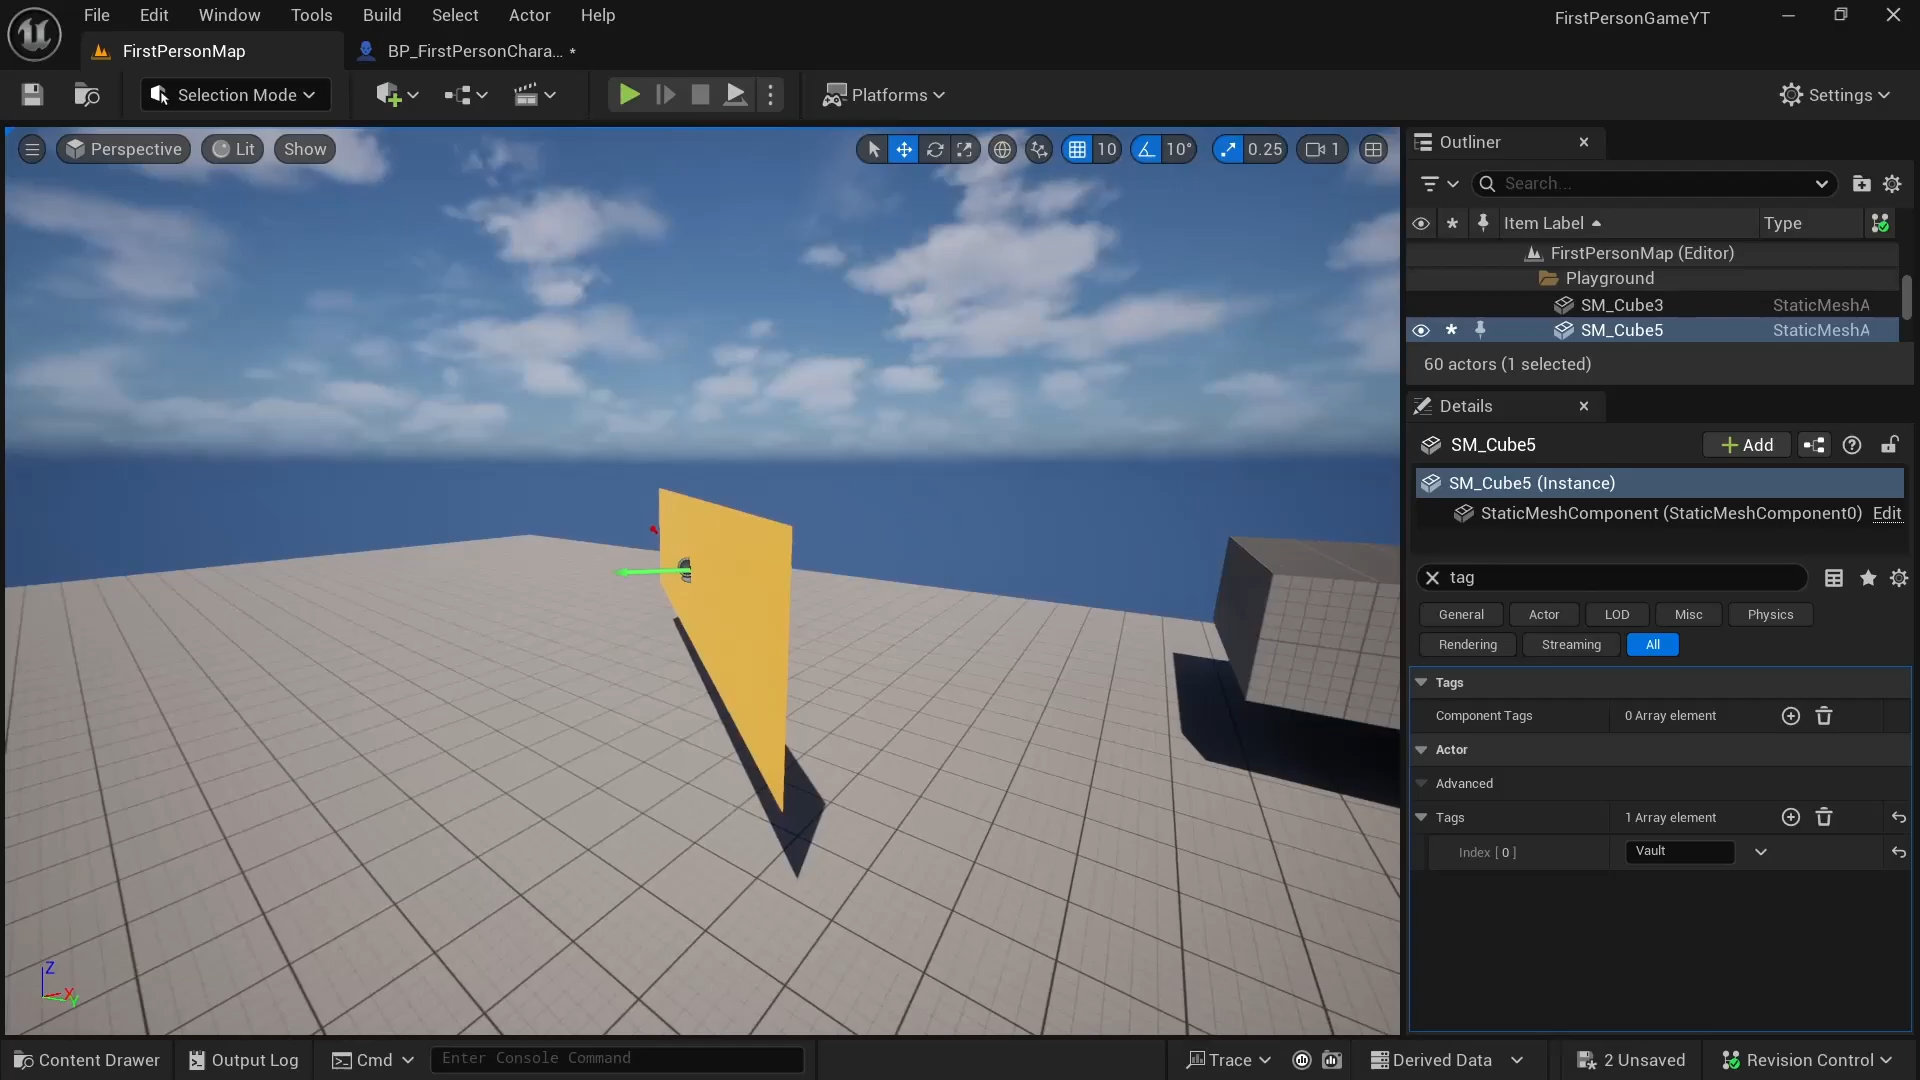 File Edit Window Tools Build Select Actor Help
FirstPersonGameYT
FirstPersonMap
BP_FirstPersonChara... *
Selection Mode
Platforms
Settings
Perspective
Lit
Show
10
10°
0.25
1
Outliner
Search...
Item Label
Type
FirstPersonMap (Editor)
Playground
SM_Cube3 StaticMeshA
SM_Cube5 StaticMeshA
60 actors (1 selected)
Details
SM_Cube5
Add
SM_Cube5 (Instance)
StaticMeshComponent (StaticMeshComponent0) Edit
tag
General Actor LOD Misc Physics
Rendering Streaming All
Tags
Component Tags 0 Array element
Actor
Advanced
Tags 1 Array element
Index [ 0 ] Vault
Z
X
Y
Content Drawer
Output Log
Cmd
Enter Console Command
Trace
Derived Data
2 Unsaved
Revision Control